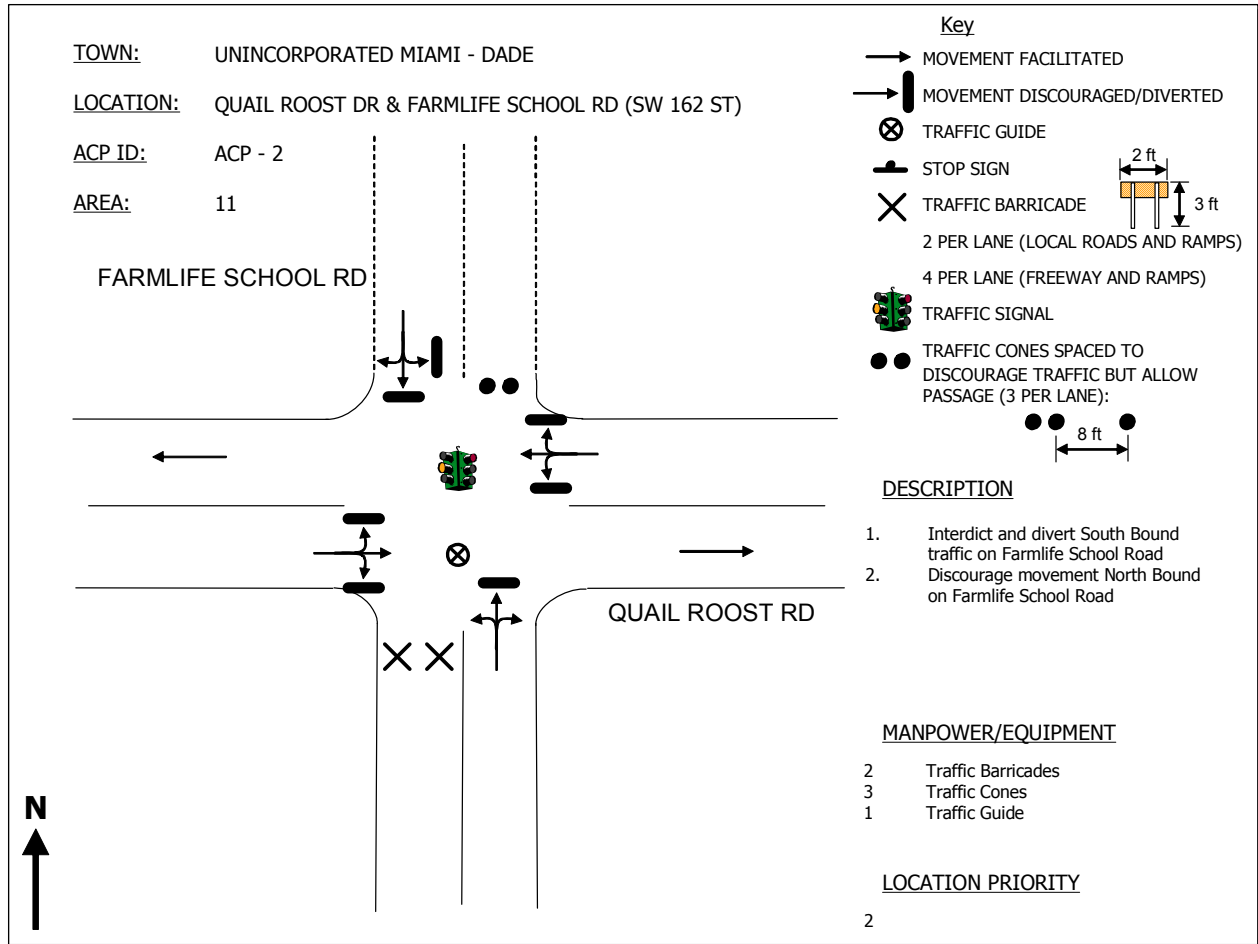 TOWN: UNINCORPORATED MIAMI - DADE
LOCATION: QUAIL ROOST DR & FARMLIFE SCHOOL RD (SW 162 ST)
ACP ID: ACP - 2
AREA: 11
FARMLIFE SCHOOL RD
QUAIL ROOST RD
N
Key
MOVEMENT FACILITATED
MOVEMENT DISCOURAGED/DIVERTED
TRAFFIC GUIDE
STOP SIGN
2 ft
TRAFFIC BARRICADE
3 ft
2 PER LANE (LOCAL ROADS AND RAMPS)
4 PER LANE (FREEWAY AND RAMPS)
TRAFFIC SIGNAL
TRAFFIC CONES SPACED TO
DISCOURAGE TRAFFIC BUT ALLOW
PASSAGE (3 PER LANE):
8 ft
DESCRIPTION
1. Interdict and divert South Bound
traffic on Farmlife School Road
2. Discourage movement North Bound
on Farmlife School Road
MANPOWER/EQUIPMENT
2 Traffic Barricades
3 Traffic Cones
1 Traffic Guide
LOCATION PRIORITY
2